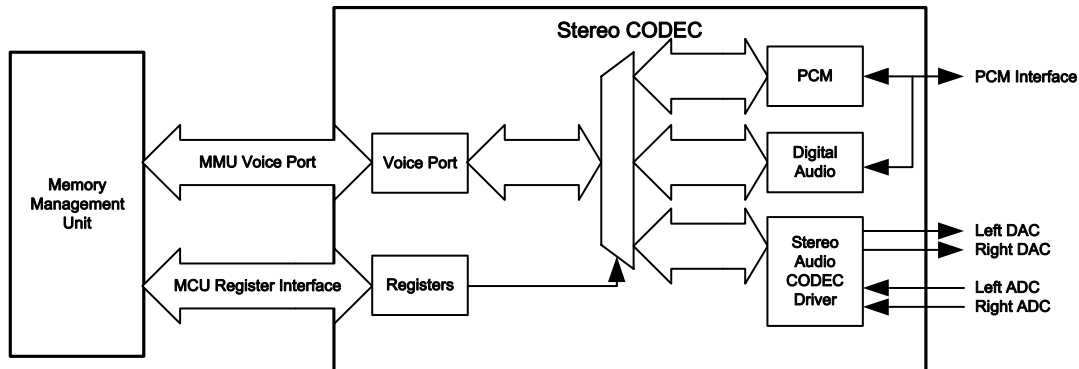 Stereo CODEC
Memory
Management
Unit
MMU Voice Port
Voice Port
MCU Register Interface
Registers
PCM
PCM Interface
Digital
Audio
Stereo
Audio
CODEC
Driver
Left DAC
Right DAC
Left ADC
Right ADC